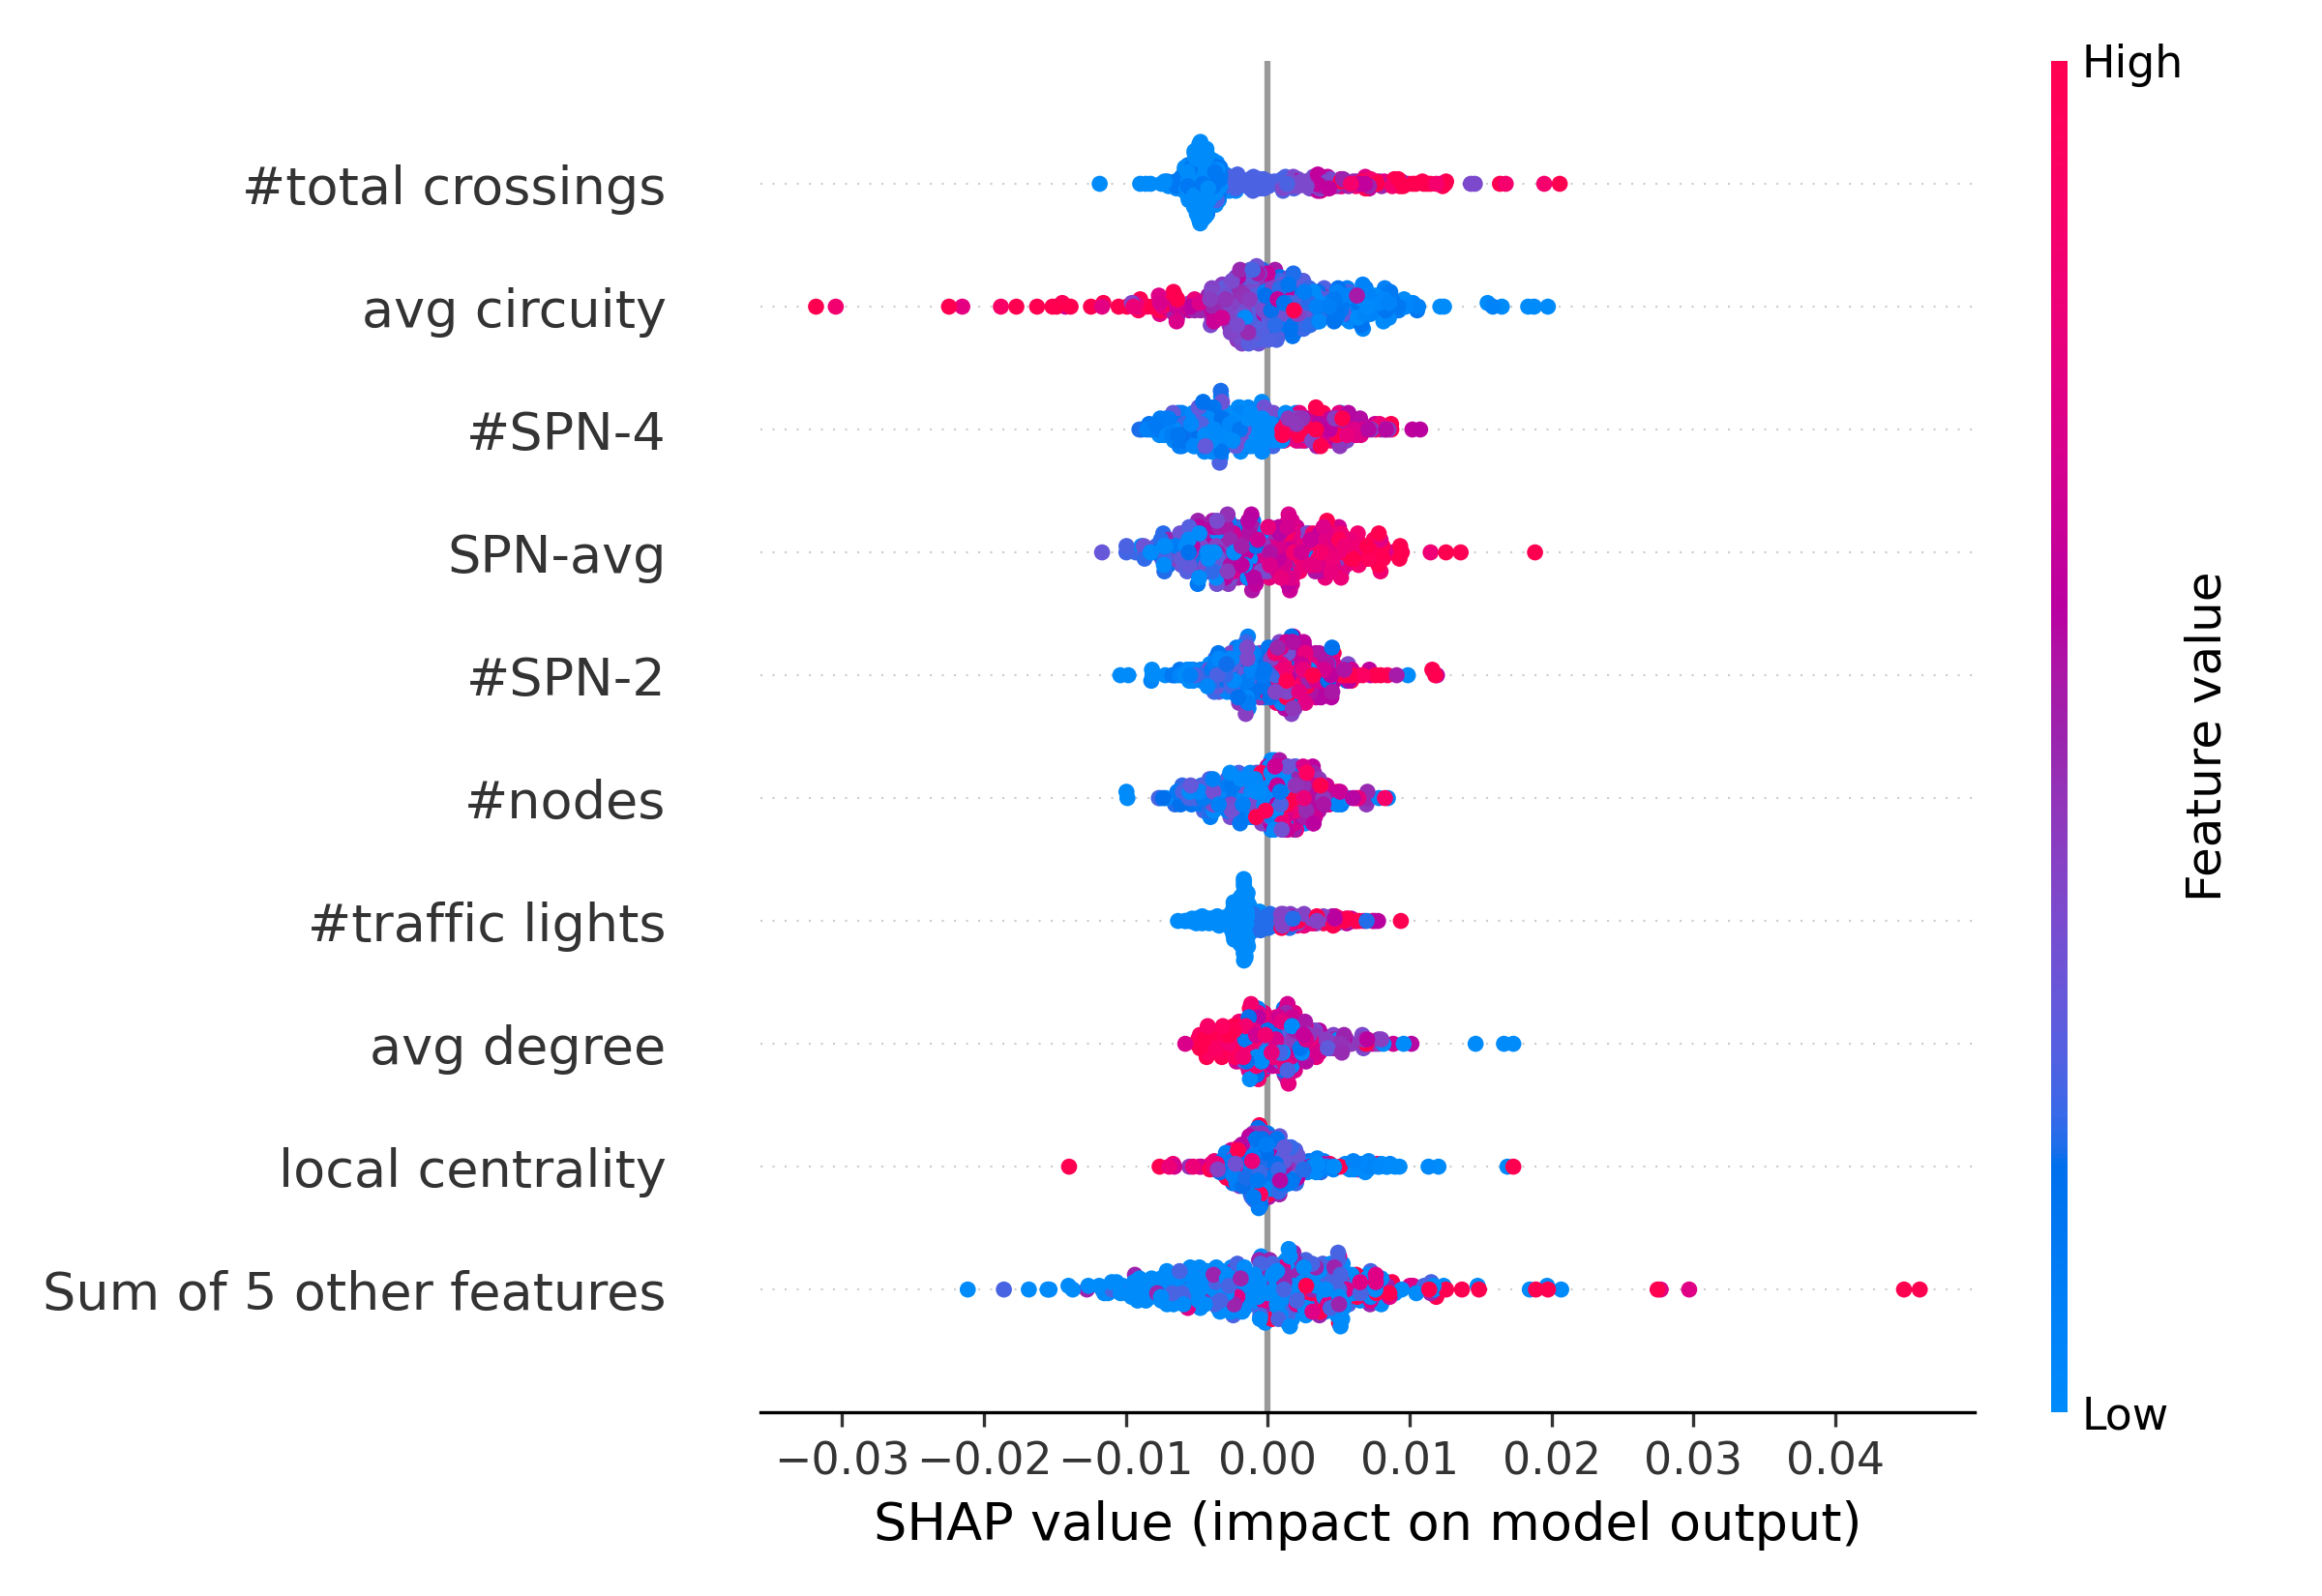 High
#total crossings
avg circuity
#SPN-4
SPN-avg
#SPN-2
#nodes
#traffic lights
avg degree
local centrality
Sum of 5 other features
Feature value
Low
−0.03 −0.02 −0.01 0.00 0.01 0.02 0.03 0.04
SHAP value (impact on model output)